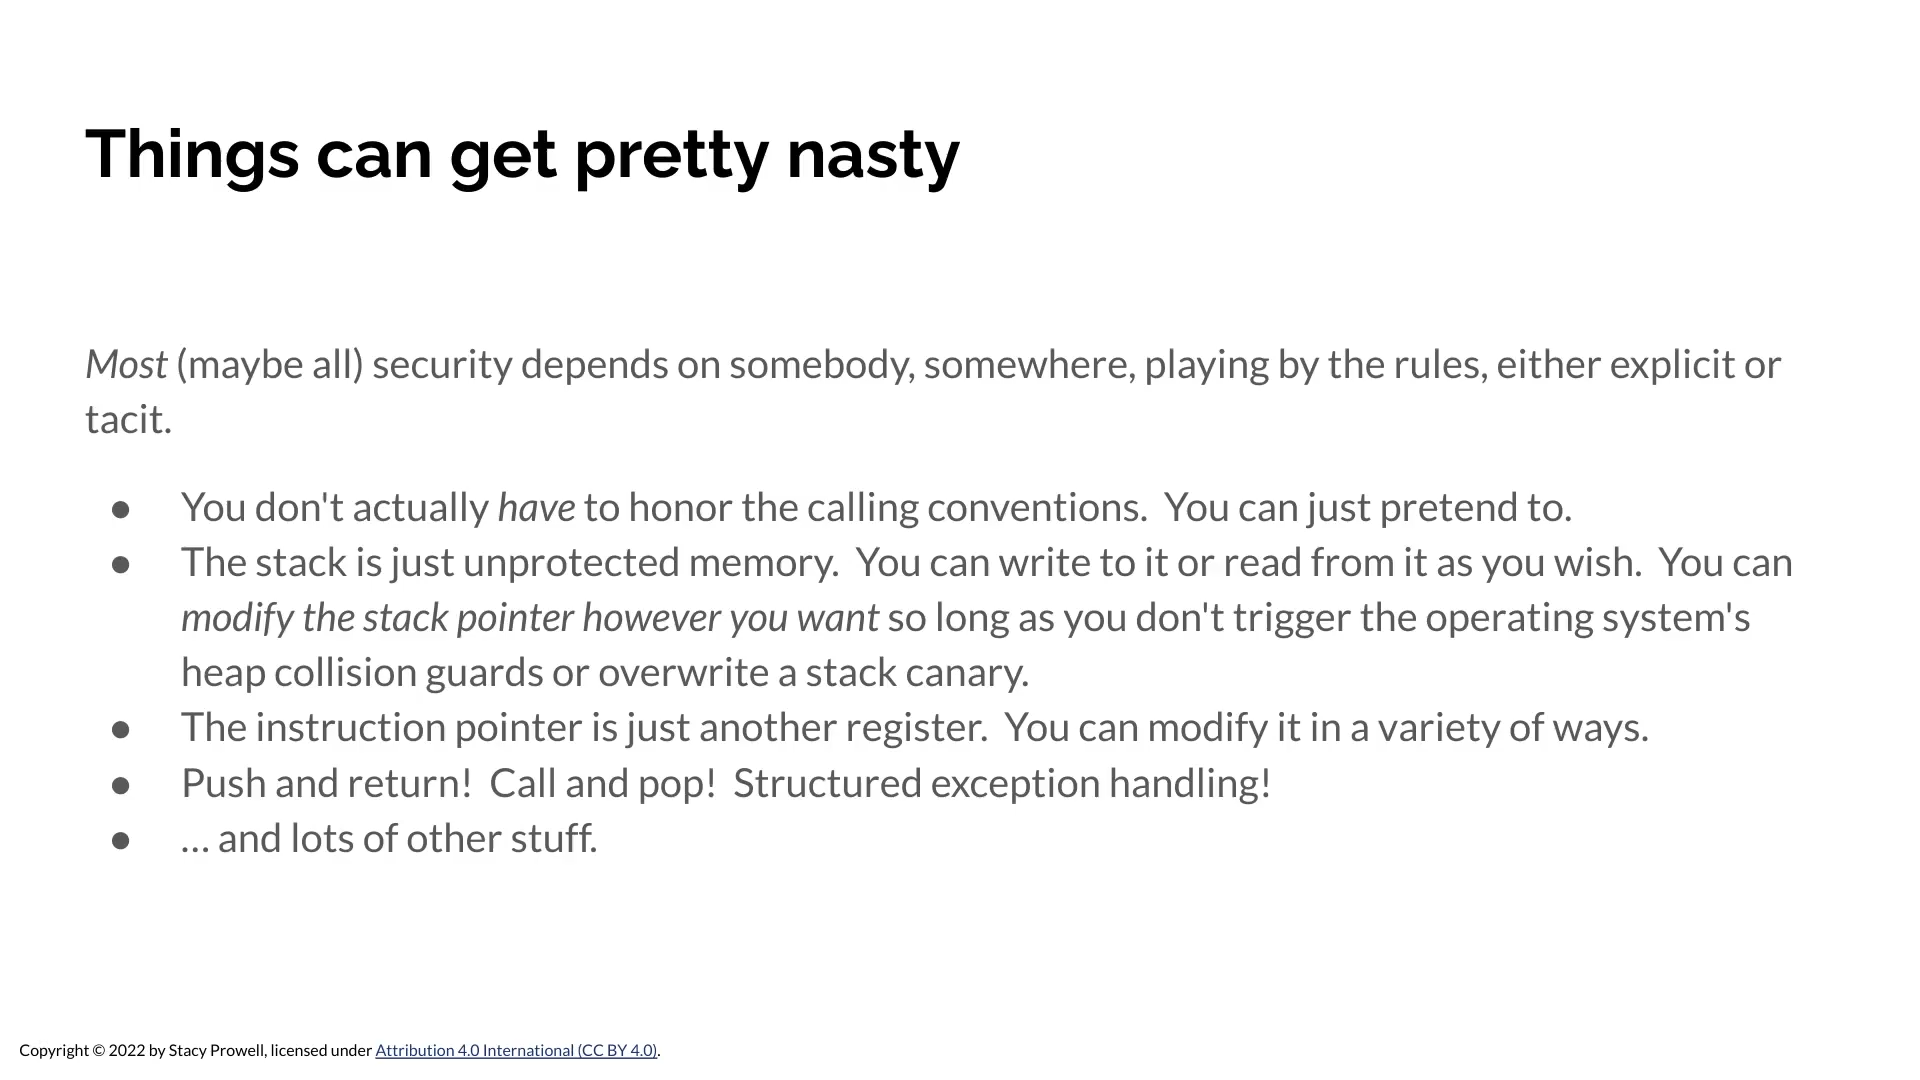 Things can get pretty nasty
Most (maybe all) security depends on somebody, somewhere, playing by the rules, either explicit or
tacit.
● You don't actually have to honor the calling conventions.  You can just pretend to.
● The stack is just unprotected memory.  You can write to it or read from it as you wish.  You can
modify the stack pointer however you want so long as you don't trigger the operating system's
heap collision guards or overwrite a stack canary.
● The instruction pointer is just another register.  You can modify it in a variety of ways.
● Push and return!  Call and pop!  Structured exception handling!
● … and lots of other stuff.
Copyright © 2022 by Stacy Prowell, licensed under Attribution 4.0 International (CC BY 4.0).